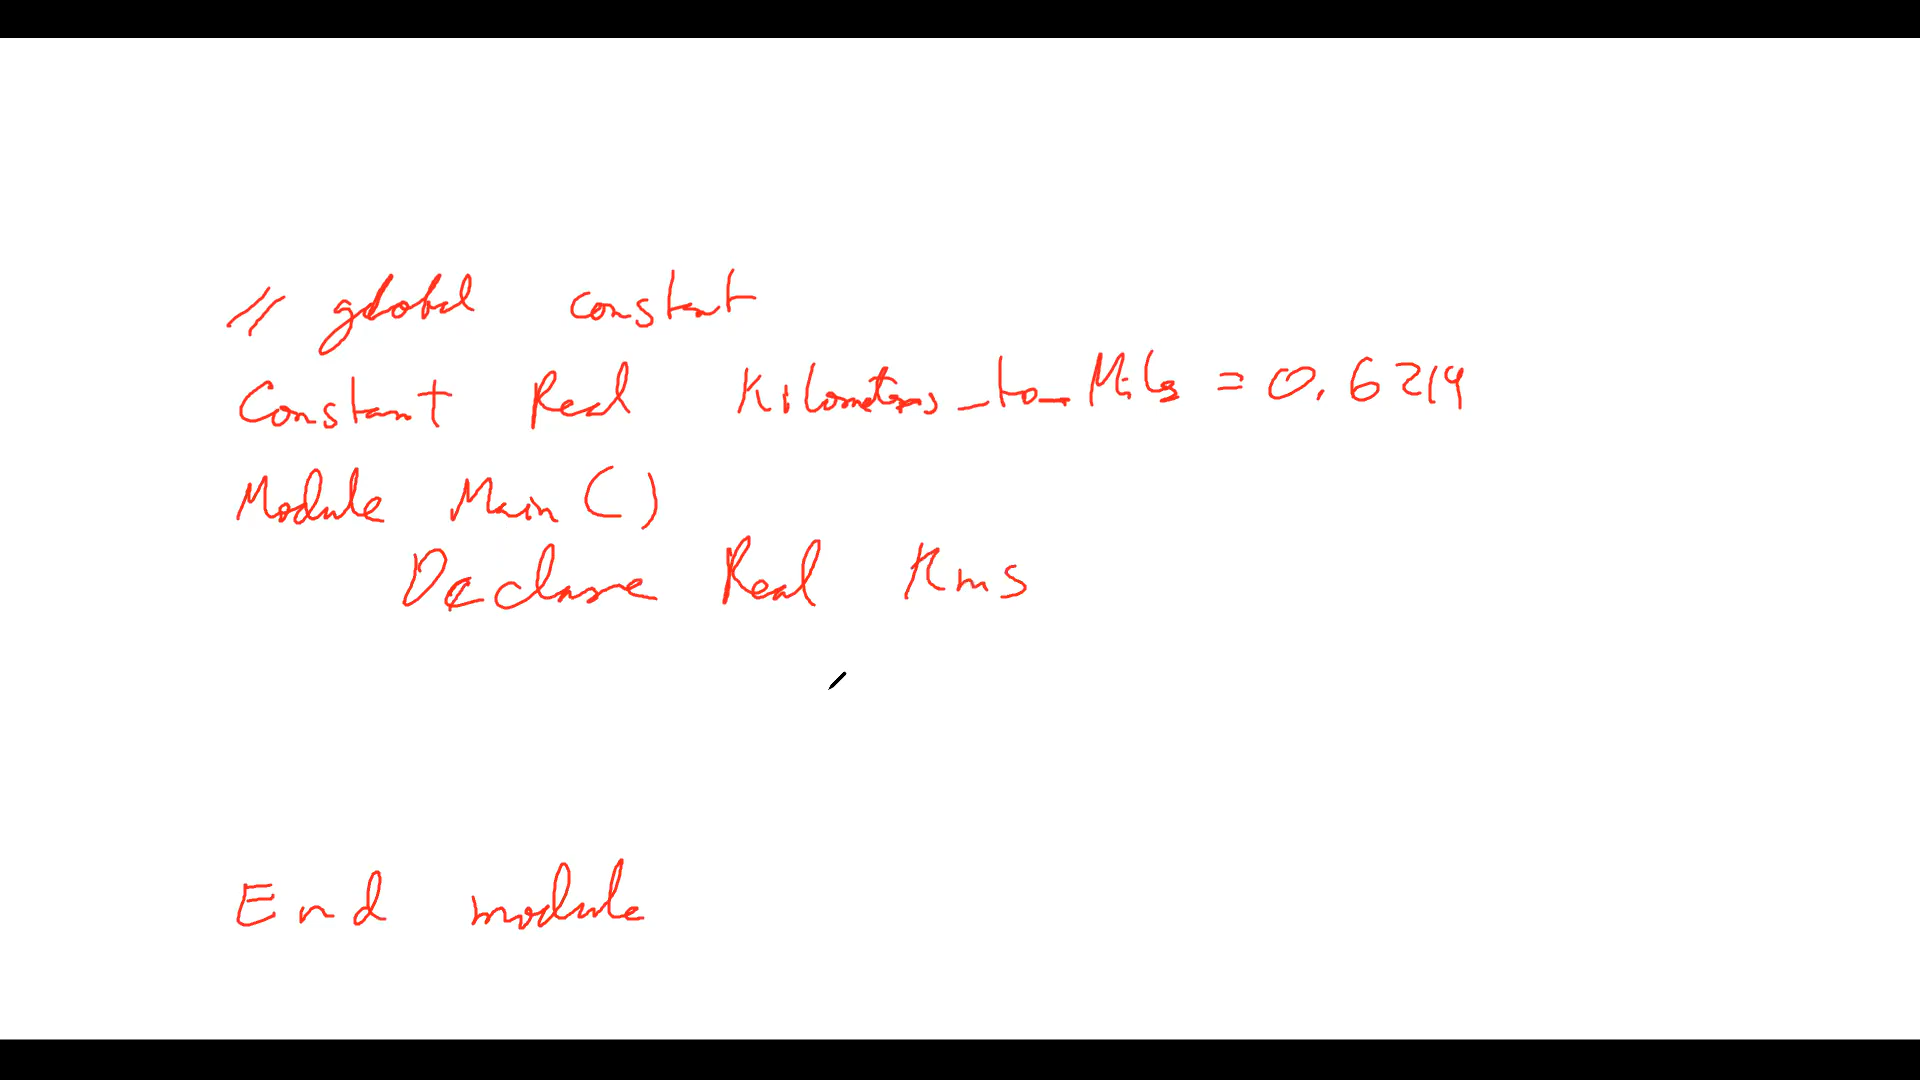 // global constant
Constant Real Kilometers_to_Miles = 0.6214
Module Main()
Declare Real Kms
End module